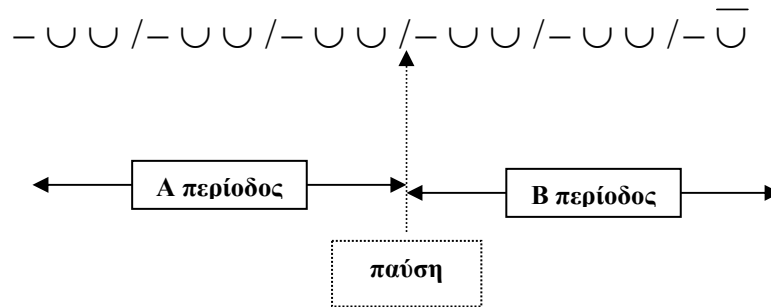 – ∪ ∪ /– ∪ ∪ /– ∪ ∪ /– ∪ ∪ /– ∪ ∪ /– ∪̅
Α περίοδος
Β περίοδος
παύση